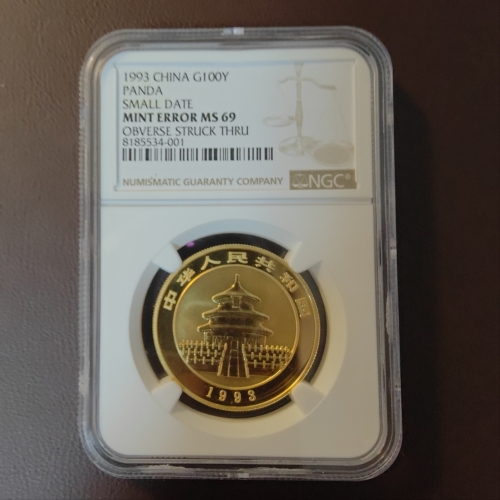 1993 CHINA G100Y
PANDA
SMALL DATE
MINT ERROR MS 69
OBVERSE STRUCK THRU
8185534-001
NUMISMATIC GUARANTY COMPANY
NGC®
中华人民共和国
1993